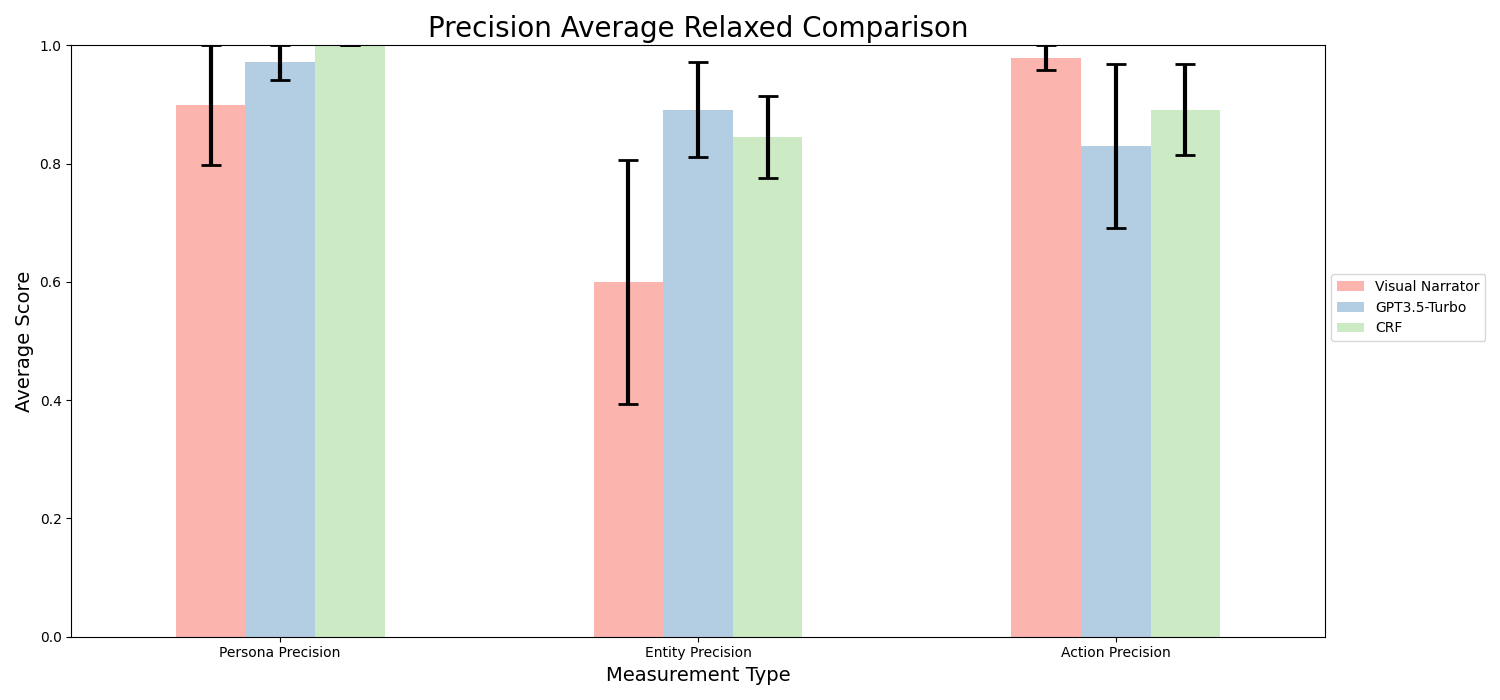 Precision Average Relaxed Comparison
1.0
0.8
0.6
0.4
0.2
0.0
Average Score
Persona Precision
Entity Precision
Action Precision
Measurement Type
Visual Narrator
GPT3.5-Turbo
CRF